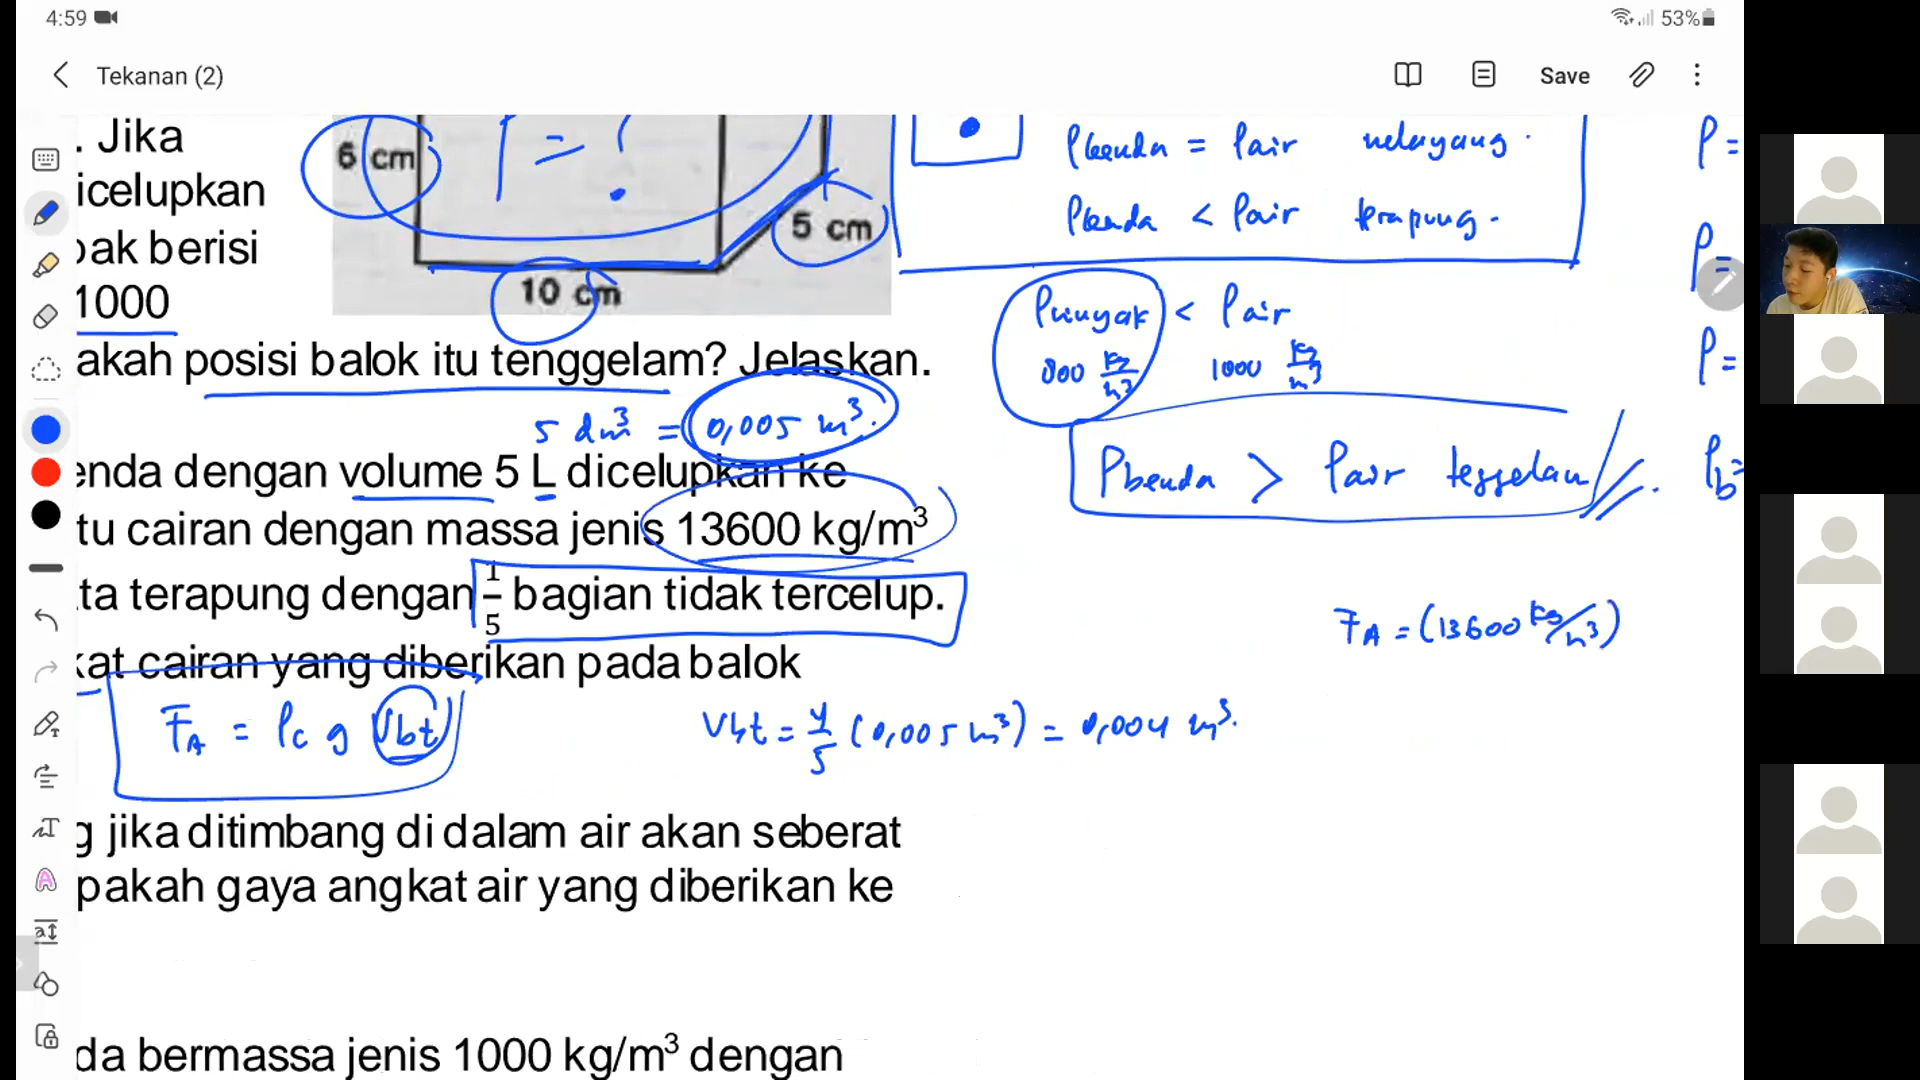 4:59
53%
Tekanan (2)
Save
. Jika
icelupkan
oak berisi
1000
6 cm
5 cm
10 cm
ρbenda = ρair melayang.
ρbenda < ρair terapung.
ρ =
ρ =
ρ =
ρminyak < ρair
800 kg/m³ 1000 kg/m³
akah posisi balok itu tenggelam? Jelaskan.
5 dm³ = 0,005 m³.
ρbenda > ρair tenggelam
ρb =
enda dengan volume 5 L dicelupkan ke
tu cairan dengan massa jenis 13600 kg/m³
ta terapung dengan 1/5 bagian tidak tercelup.
FA = (13600 kg/m³)
kat cairan yang diberikan pada balok
FA = ρc g Vbt
Vbt = 4/5 (0,005 m³) = 0,004 m³.
g jika ditimbang di dalam air akan seberat
pakah gaya angkat air yang diberikan ke
da bermassa jenis 1000 kg/m³ dengan